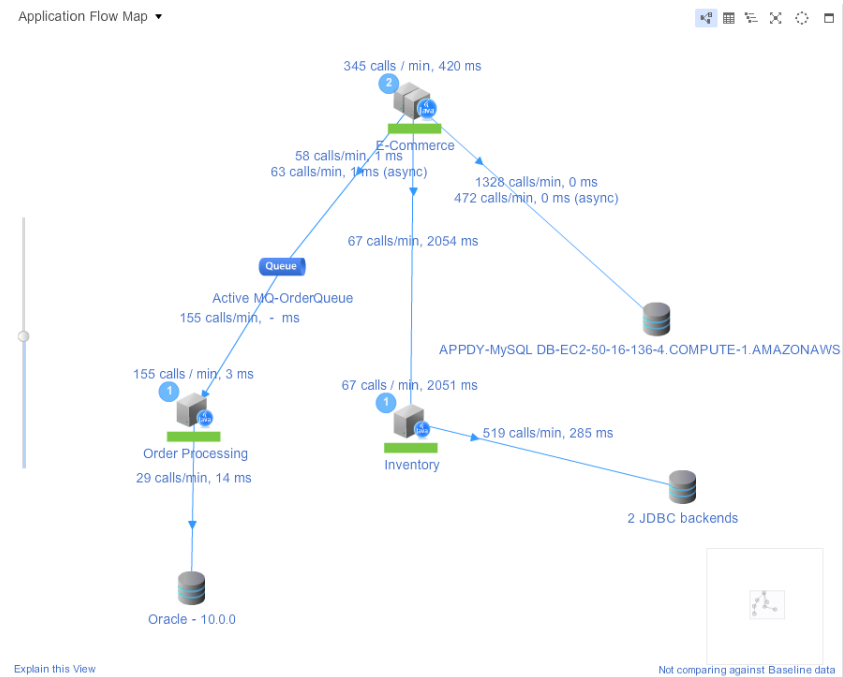 Application Flow Map
345 calls / min, 420 ms
2
Java
E-Commerce
58 calls/min, 1 ms
63 calls/min, 1 ms (async)
1328 calls/min, 0 ms
472 calls/min, 0 ms (async)
67 calls/min, 2054 ms
Queue
Active MQ-OrderQueue
155 calls/min, - ms
APPDY-MySQL DB-EC2-50-16-136-4.COMPUTE-1.AMAZONAWS
155 calls / min, 3 ms
1
Java
Order Processing
67 calls / min, 2051 ms
1
Java
Inventory
519 calls/min, 285 ms
29 calls/min, 14 ms
2 JDBC backends
Oracle - 10.0.0
Explain this View
Not comparing against Baseline data